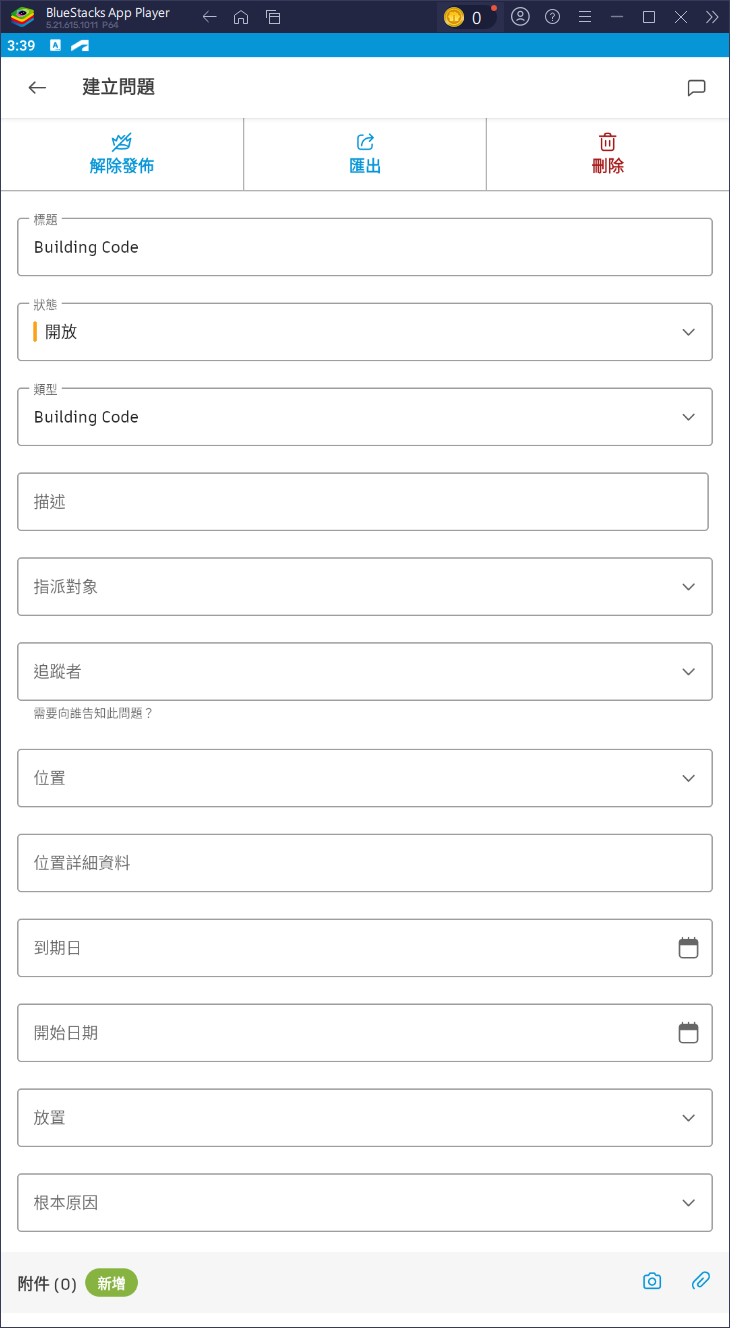 BlueStacks App Player
5.21.615.1011 P64
0
3:39
A
建立問題
解除發佈
匯出
刪除
標題
Building Code
狀態
開放
類型
Building Code
描述
指派對象
追蹤者
需要向誰告知此問題？
位置
位置詳細資料
到期日
開始日期
放置
根本原因
附件 (0) 新增